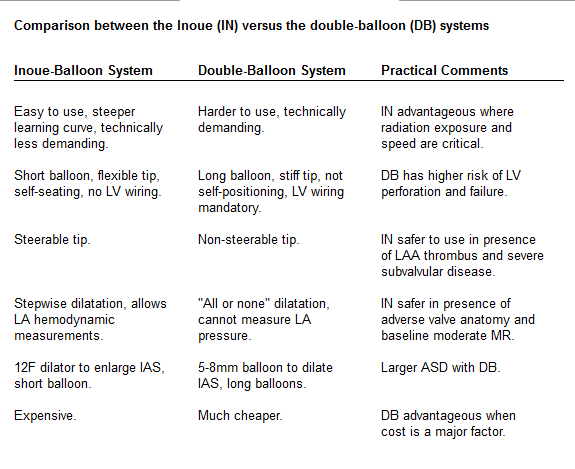 Comparison between the Inoue (IN) versus the double-balloon (DB) systems
Inoue-Balloon System
Double-Balloon System
Practical Comments
Easy to use, steeper
learning curve, technically
less demanding.
Harder to use, technically
demanding.
IN advantageous where
radiation exposure and
speed are critical.
Short balloon, flexible tip,
self-seating, no LV wiring.
Long balloon, stiff tip, not
self-positioning, LV wiring
mandatory.
DB has higher risk of LV
perforation and failure.
Steerable tip.
Non-steerable tip.
IN safer to use in presence
of LAA thrombus and severe
subvalvular disease.
Stepwise dilatation, allows
LA hemodynamic
measurements.
"All or none" dilatation,
cannot measure LA
pressure.
IN safer in presence of
adverse valve anatomy and
baseline moderate MR.
12F dilator to enlarge IAS,
short balloon.
5-8mm balloon to dilate
IAS, long balloons.
Larger ASD with DB.
Expensive.
Much cheaper.
DB advantageous when
cost is a major factor.